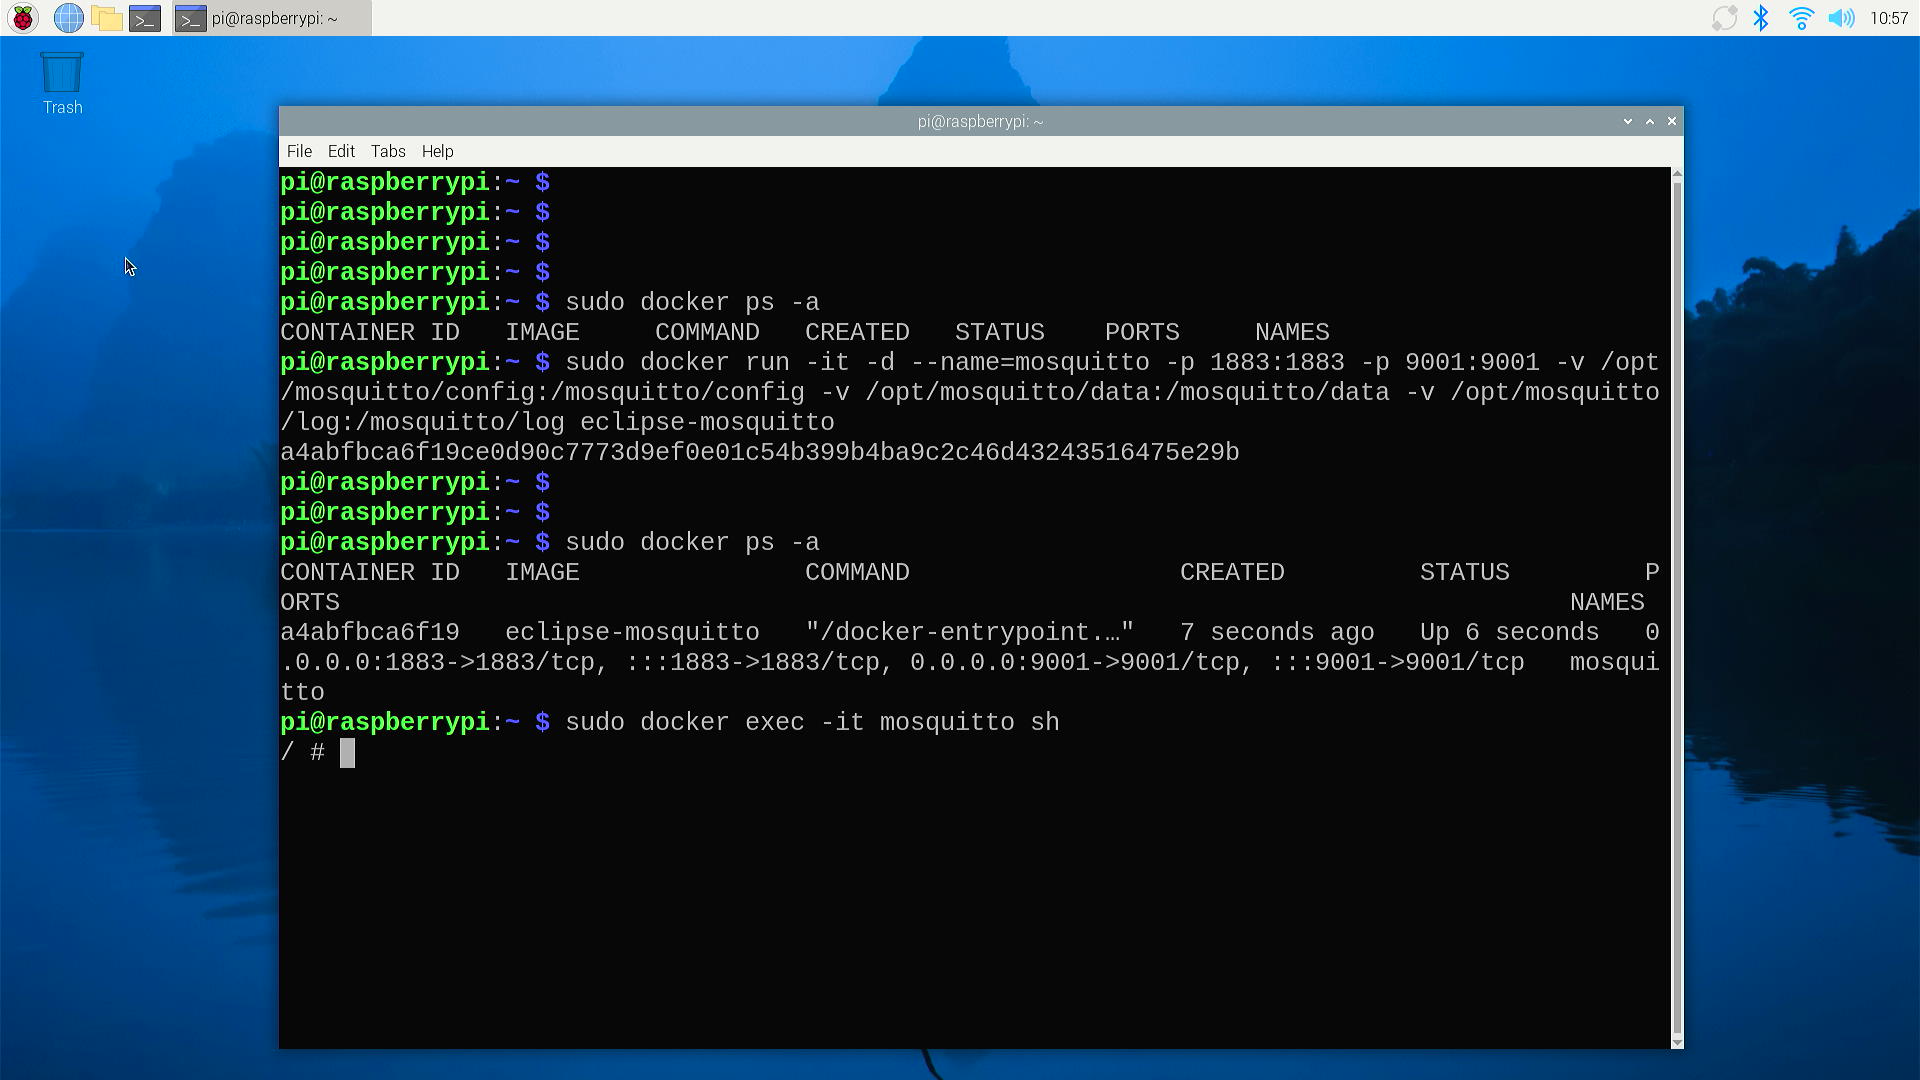 pi@raspberrypi: ~
10:57
Trash
pi@raspberrypi: ~
File Edit Tabs Help
pi@raspberrypi:~ $
pi@raspberrypi:~ $
pi@raspberrypi:~ $
pi@raspberrypi:~ $
pi@raspberrypi:~ $ sudo docker ps -a
CONTAINER ID   IMAGE     COMMAND   CREATED   STATUS    PORTS     NAMES
pi@raspberrypi:~ $ sudo docker run -it -d --name=mosquitto -p 1883:1883 -p 9001:9001 -v /opt
/mosquitto/config:/mosquitto/config -v /opt/mosquitto/data:/mosquitto/data -v /opt/mosquitto
/log:/mosquitto/log eclipse-mosquitto
a4abfbca6f19ce0d90c7773d9ef0e01c54b399b4ba9c2c46d43243516475e29b
pi@raspberrypi:~ $
pi@raspberrypi:~ $
pi@raspberrypi:~ $ sudo docker ps -a
CONTAINER ID   IMAGE               COMMAND                  CREATED         STATUS         P
ORTS                                                                                  NAMES
a4abfbca6f19   eclipse-mosquitto   "/docker-entrypoint.…"   7 seconds ago   Up 6 seconds   0
.0.0.0:1883->1883/tcp, :::1883->1883/tcp, 0.0.0.0:9001->9001/tcp, :::9001->9001/tcp   mosqui
tto
pi@raspberrypi:~ $ sudo docker exec -it mosquitto sh
/ #